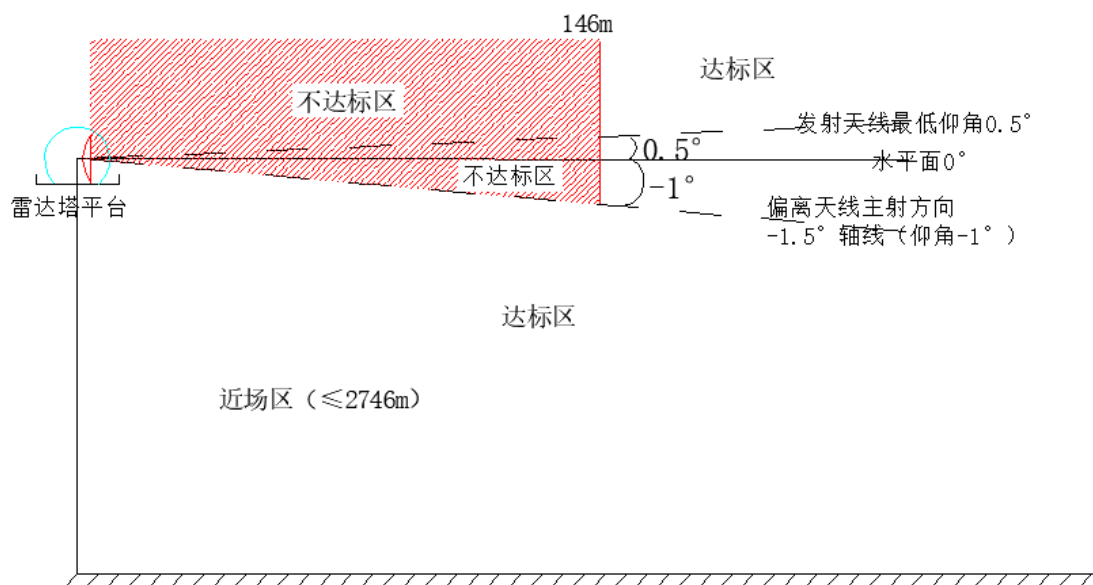 146m
达标区
不达标区
发射天线最低仰角0.5°
0.5°
水平面0°
不达标区
-1°
雷达塔平台
偏离天线主射方向
-1.5°轴线（仰角-1°）
达标区
近场区（≤2746m）